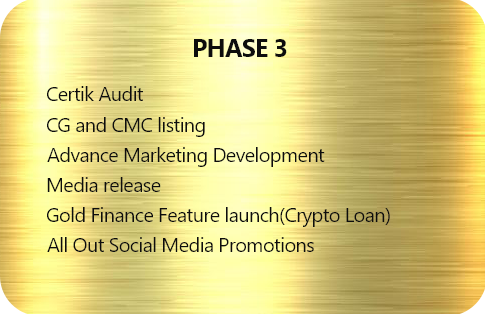 PHASE 3
Certik Audit
CG and CMC listing
Advance Marketing Development
Media release
Gold Finance Feature launch(Crypto Loan)
All Out Social Media Promotions